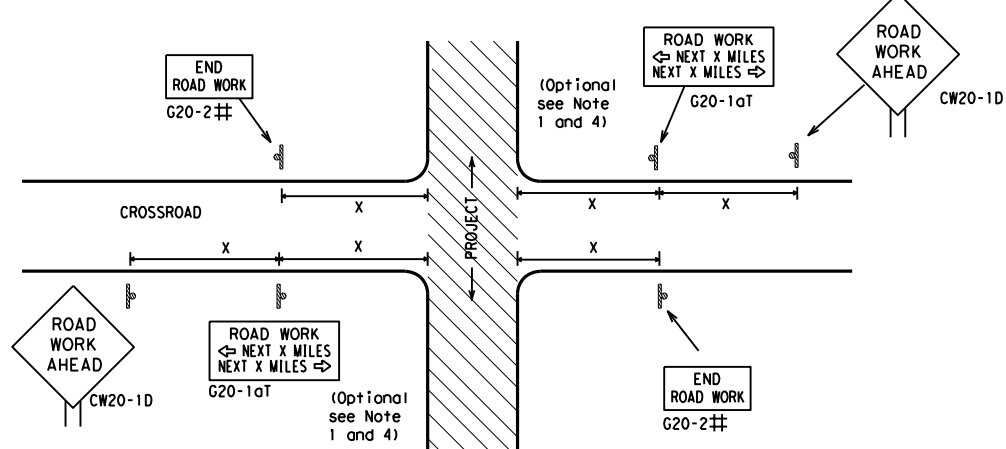 END
ROAD WORK
G20-2#
(Optional
see Note
1 and 4)
ROAD WORK
⇦ NEXT X MILES
NEXT X MILES ⇨
G20-1aT
ROAD
WORK
AHEAD
CW20-1D
X
X
X
CROSSROAD
PROJECT
X
X
X
ROAD
WORK
AHEAD
CW20-1D
ROAD WORK
⇦ NEXT X MILES
NEXT X MILES ⇨
G20-1aT
(Optional
see Note
1 and 4)
END
ROAD WORK
G20-2#